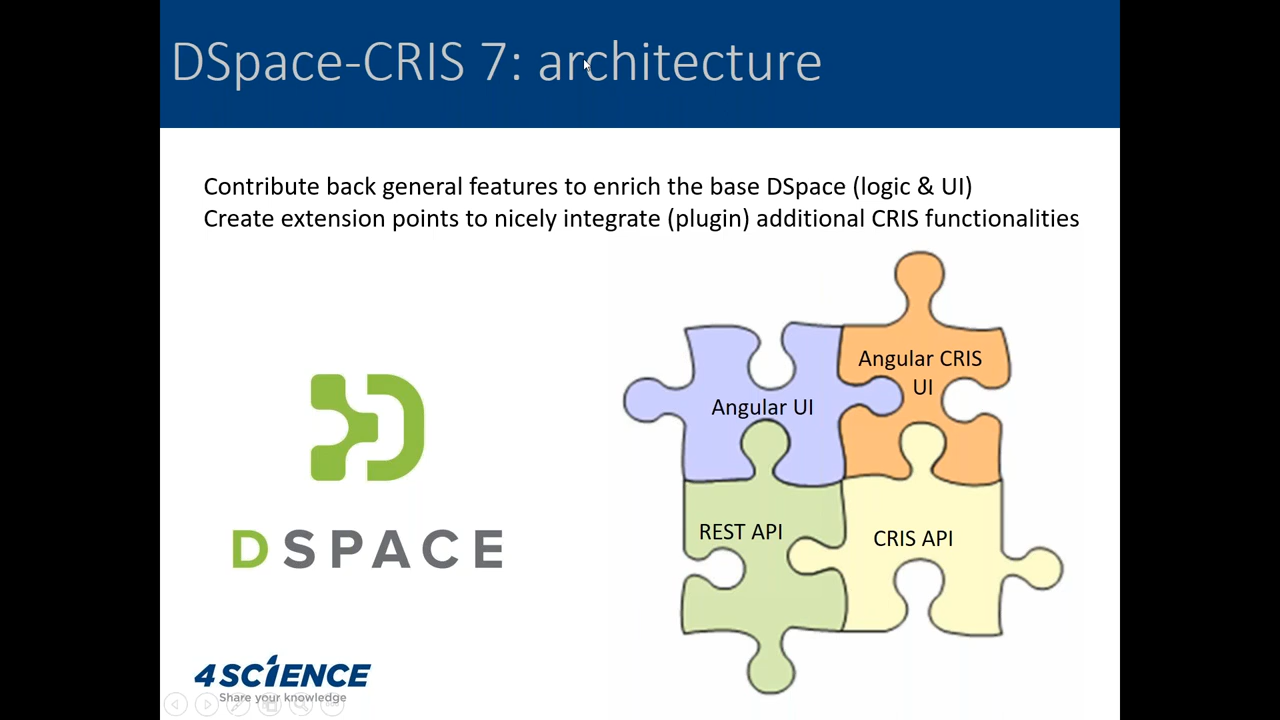 DSpace-CRIS 7: architecture
Contribute back general features to enrich the base DSpace (logic & UI)
Create extension points to nicely integrate (plugin) additional CRIS functionalities
Angular CRIS
UI
Angular UI
REST API
CRIS API
DSPACE
4SCIENCE
Share your knowledge